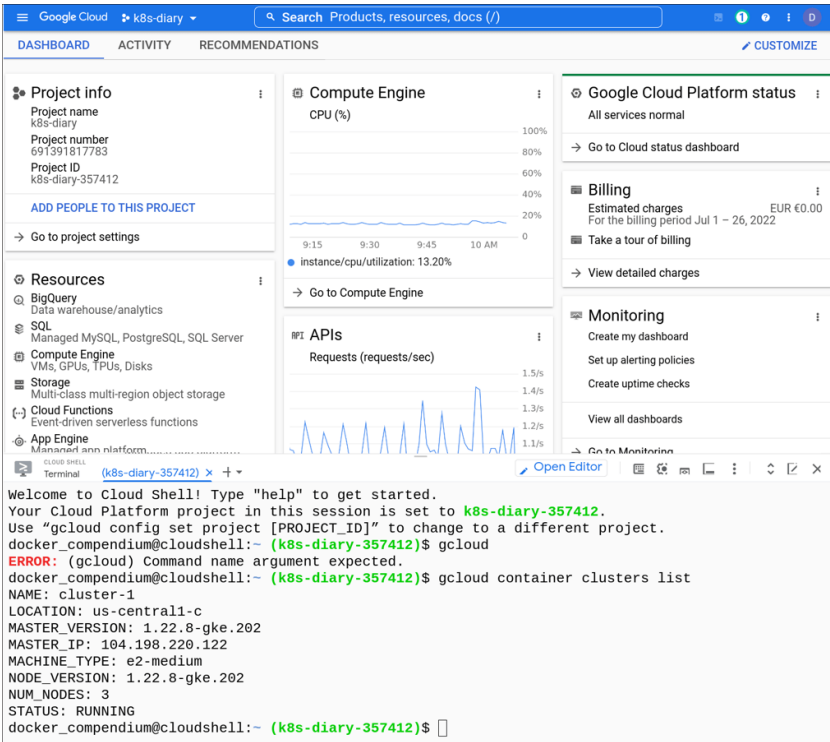 Google Cloud k8s-diary Search Products, resources, docs (/) 1 ? D
DASHBOARD ACTIVITY RECOMMENDATIONS CUSTOMIZE
Project info
Project name
k8s-diary
Project number
691391817783
Project ID
k8s-diary-357412
ADD PEOPLE TO THIS PROJECT
→ Go to project settings
Resources
BigQuery
Data warehouse/analytics
SQL
Managed MySQL, PostgreSQL, SQL Server
Compute Engine
VMs, GPUs, TPUs, Disks
Storage
Multi-class multi-region object storage
Cloud Functions
Event-driven serverless functions
App Engine
Managed app platform
Compute Engine
CPU (%)
100%
80%
60%
40%
20%
0
9:15 9:30 9:45 10 AM
instance/cpu/utilization: 13.20%
→ Go to Compute Engine
API APIs
Requests (requests/sec)
1.5/s
1.4/s
1.3/s
1.2/s
1.1/s
Google Cloud Platform status
All services normal
→ Go to Cloud status dashboard
Billing
Estimated charges EUR €0.00
For the billing period Jul 1 – 26, 2022
Take a tour of billing
→ View detailed charges
Monitoring
Create my dashboard
Set up alerting policies
Create uptime checks
View all dashboards
→ Go to Monitoring
CLOUD SHELL
Terminal (k8s-diary-357412) × + Open Editor
Welcome to Cloud Shell! Type "help" to get started.
Your Cloud Platform project in this session is set to k8s-diary-357412.
Use “gcloud config set project [PROJECT_ID]” to change to a different project.
docker_compendium@cloudshell:~ (k8s-diary-357412)$ gcloud
ERROR: (gcloud) Command name argument expected.
docker_compendium@cloudshell:~ (k8s-diary-357412)$ gcloud container clusters list
NAME: cluster-1
LOCATION: us-central1-c
MASTER_VERSION: 1.22.8-gke.202
MASTER_IP: 104.198.220.122
MACHINE_TYPE: e2-medium
NODE_VERSION: 1.22.8-gke.202
NUM_NODES: 3
STATUS: RUNNING
docker_compendium@cloudshell:~ (k8s-diary-357412)$